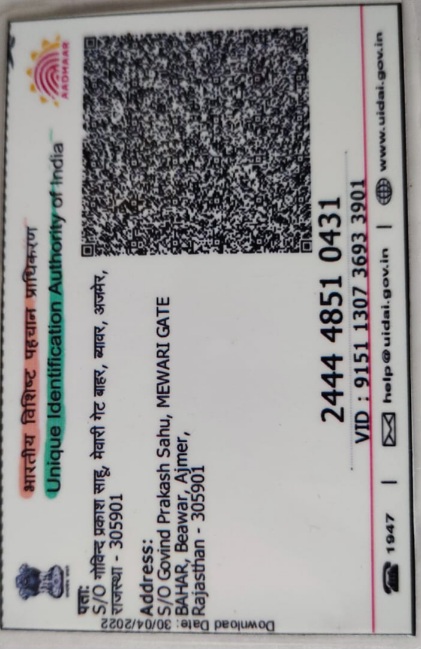 भारतीय विशिष्ट पहचान प्राधिकरण
Unique Identification Authority of India
AADHAAR
पता:
S/O गोविन्द प्रकाश साहू, मेवारी गेट बाहर, ब्यावर, अजमेर,
राजस्थान - 305901
Address:
S/O Govind Prakash Sahu, MEWARI GATE
BAHAR, Beawar, Ajmer,
Rajasthan - 305901
Download Date: 30/04/2022
2444 4851 0431
VID : 9151 1307 3693 3901
1947 | help@uidai.gov.in | www.uidai.gov.in